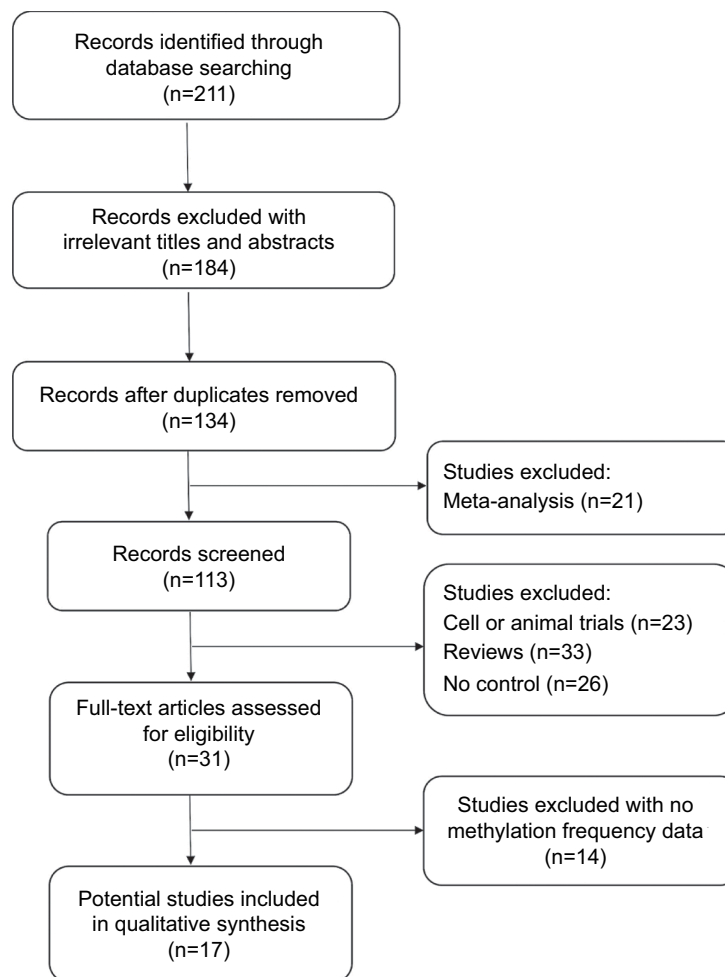 Records identified through
database searching
(n=211)
Records excluded with
irrelevant titles and abstracts
(n=184)
Records after duplicates removed
(n=134)
Studies excluded:
Meta-analysis (n=21)
Records screened
(n=113)
Studies excluded:
Cell or animal trials (n=23)
Reviews (n=33)
No control (n=26)
Full-text articles assessed
for eligibility
(n=31)
Studies excluded with no
methylation frequency data
(n=14)
Potential studies included
in qualitative synthesis
(n=17)